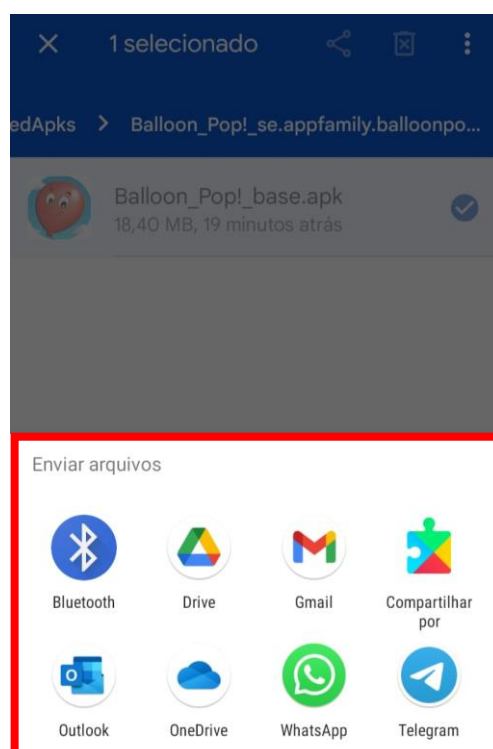 1 selecionado
edApks > Balloon_Pop!_se.appfamily.balloonpo...
Balloon_Pop!_base.apk
18,40 MB, 19 minutos atrás
Enviar arquivos
Bluetooth Drive Gmail Compartilhar por
Outlook OneDrive WhatsApp Telegram